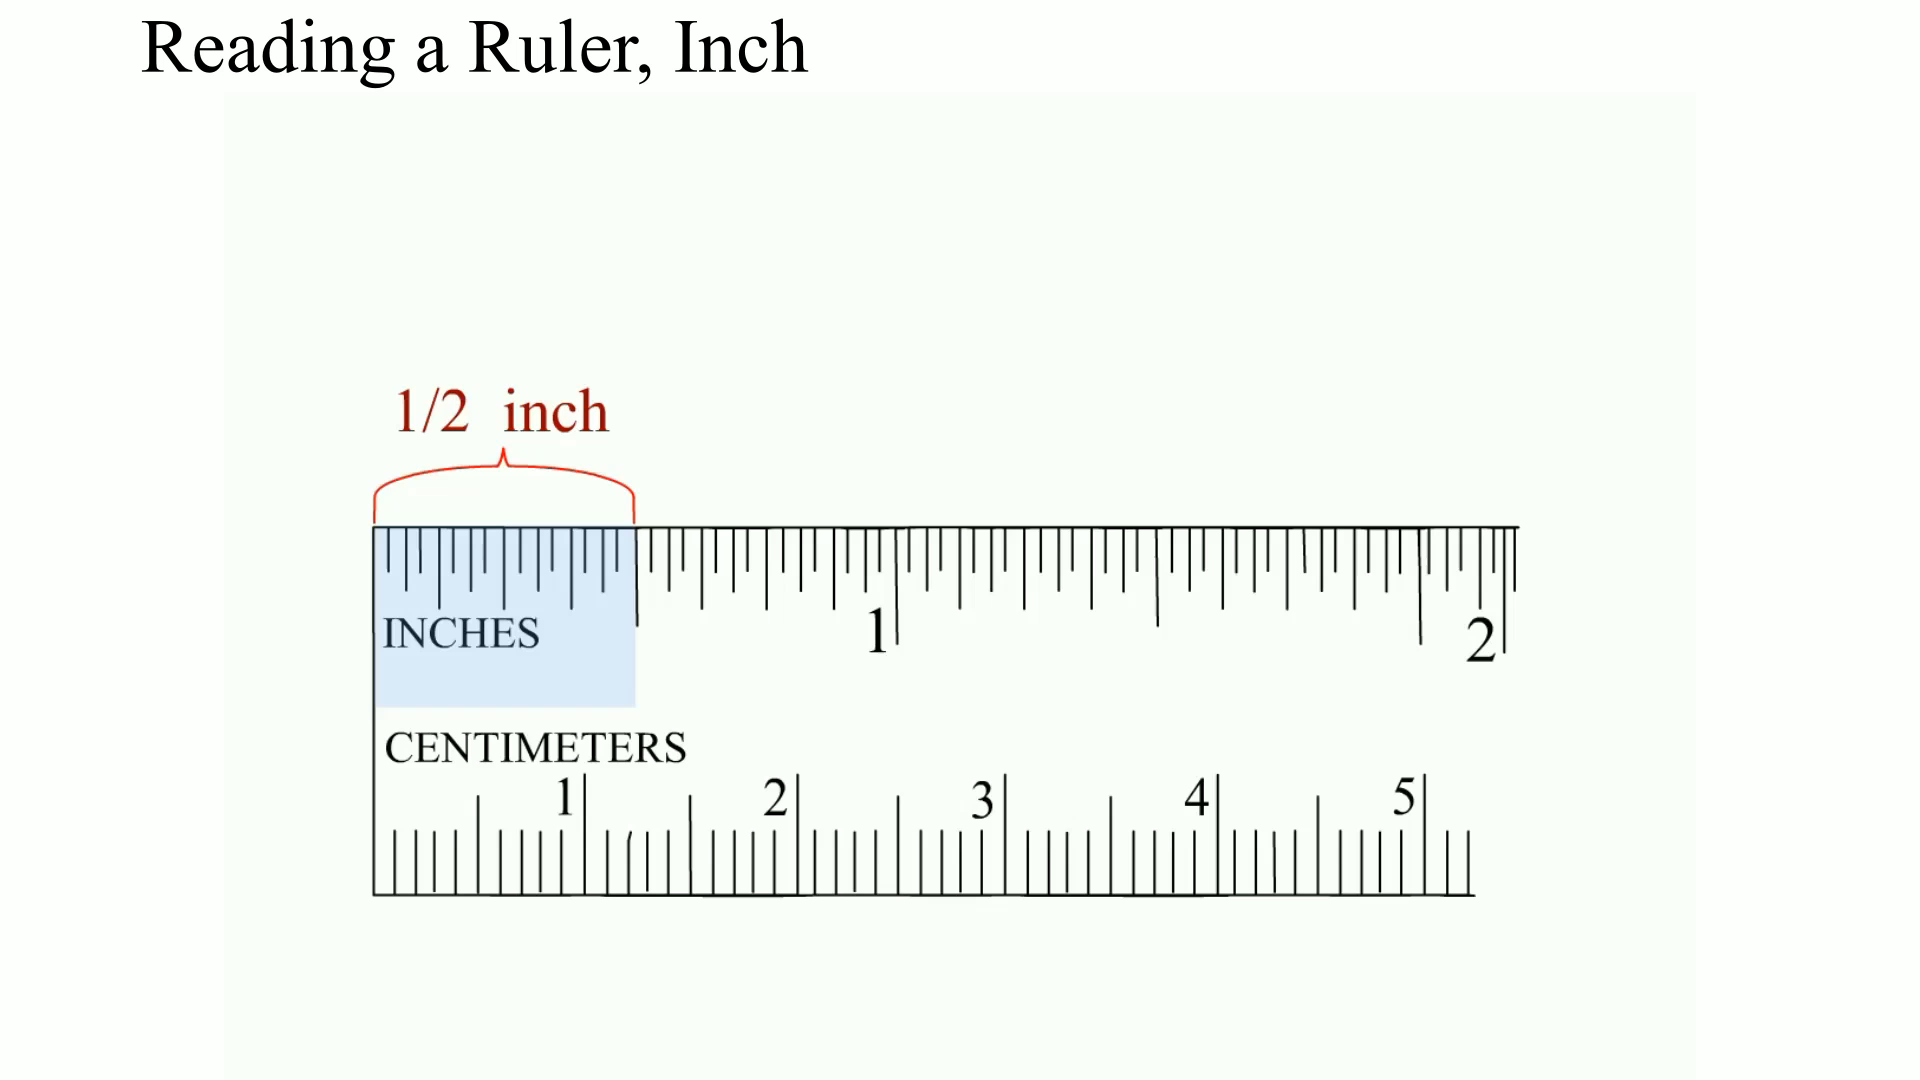 Reading a Ruler, Inch
1/2 inch
INCHES
1 2
CENTIMETERS
1 2 3 4 5